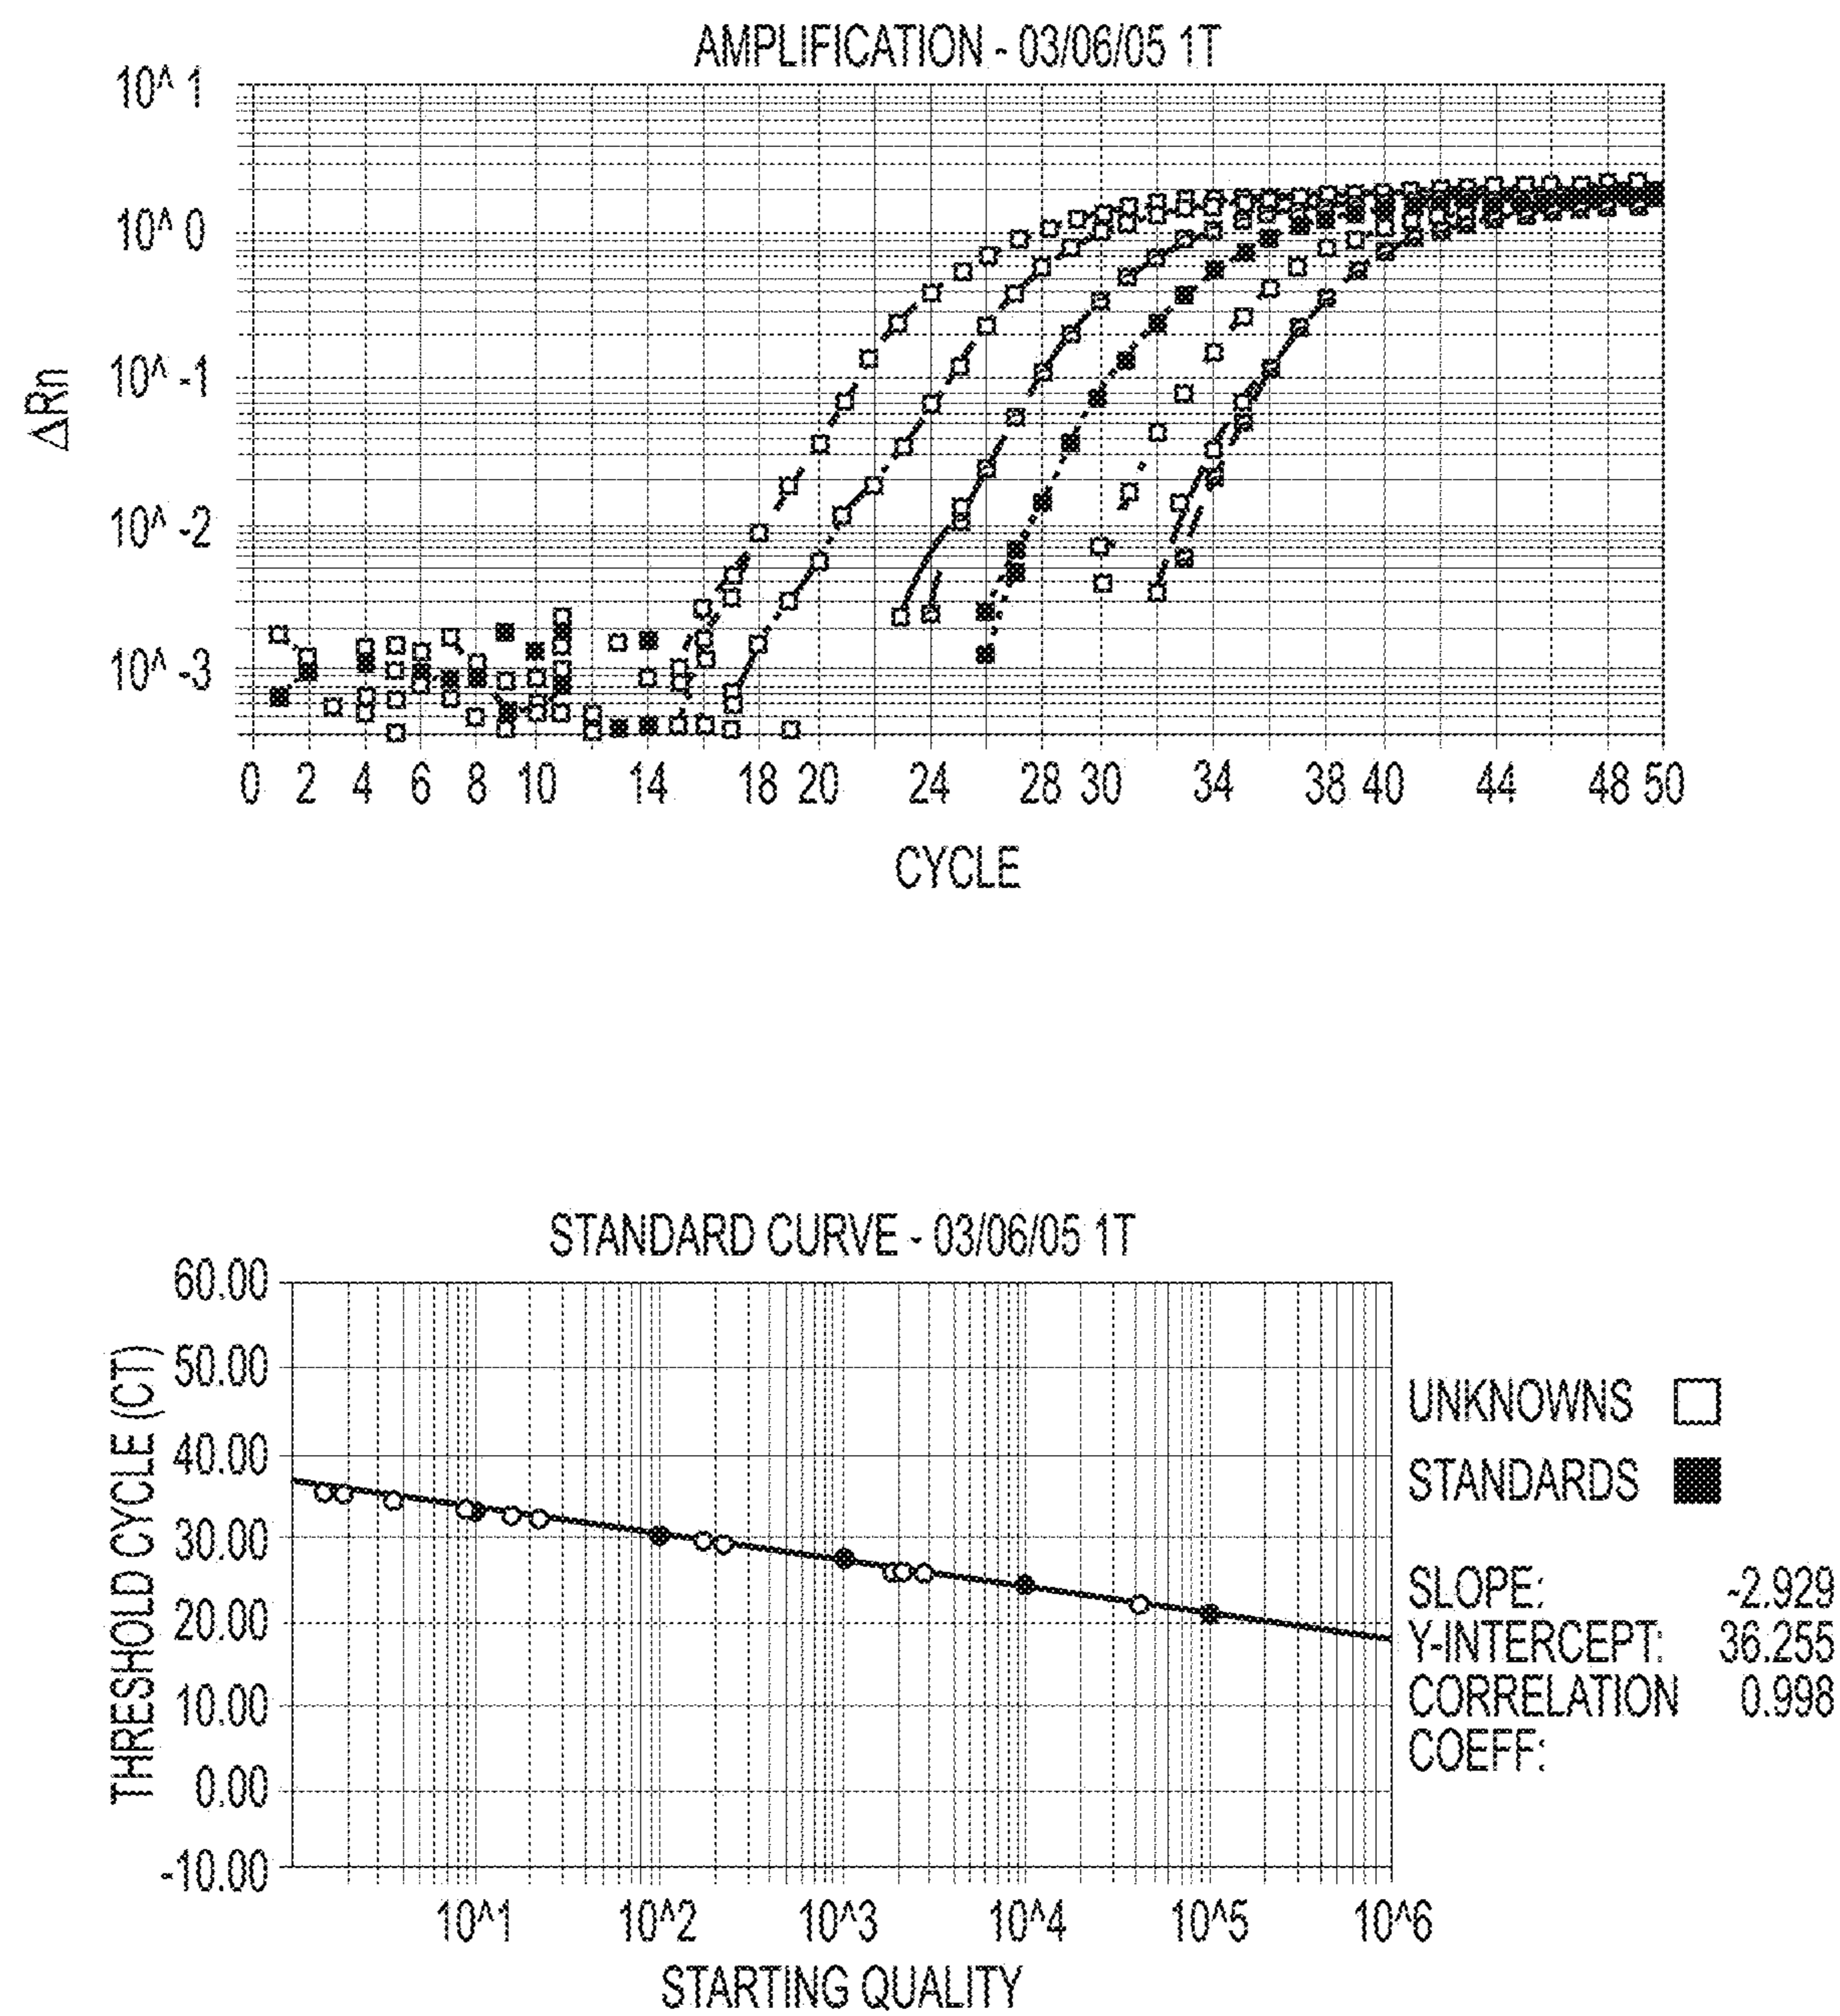 AMPLIFICATION - 03/06/05 1T
10^ 1
10^ 0
10^ -1
10^ -2
10^ -3
ΔRn
0 2 4 6 8 10 14 18 20 24 28 30 34 38 40 44 48 50
CYCLE
STANDARD CURVE - 03/06/05 1T
60.00
50.00
40.00
30.00
20.00
10.00
0.00
-10.00
THRESHOLD CYCLE (CT)
10^1 10^2 10^3 10^4 10^5 10^6
STARTING QUALITY
UNKNOWNS
STANDARDS
SLOPE: -2.929
Y-INTERCEPT: 36.255
CORRELATION 0.998
COEFF: